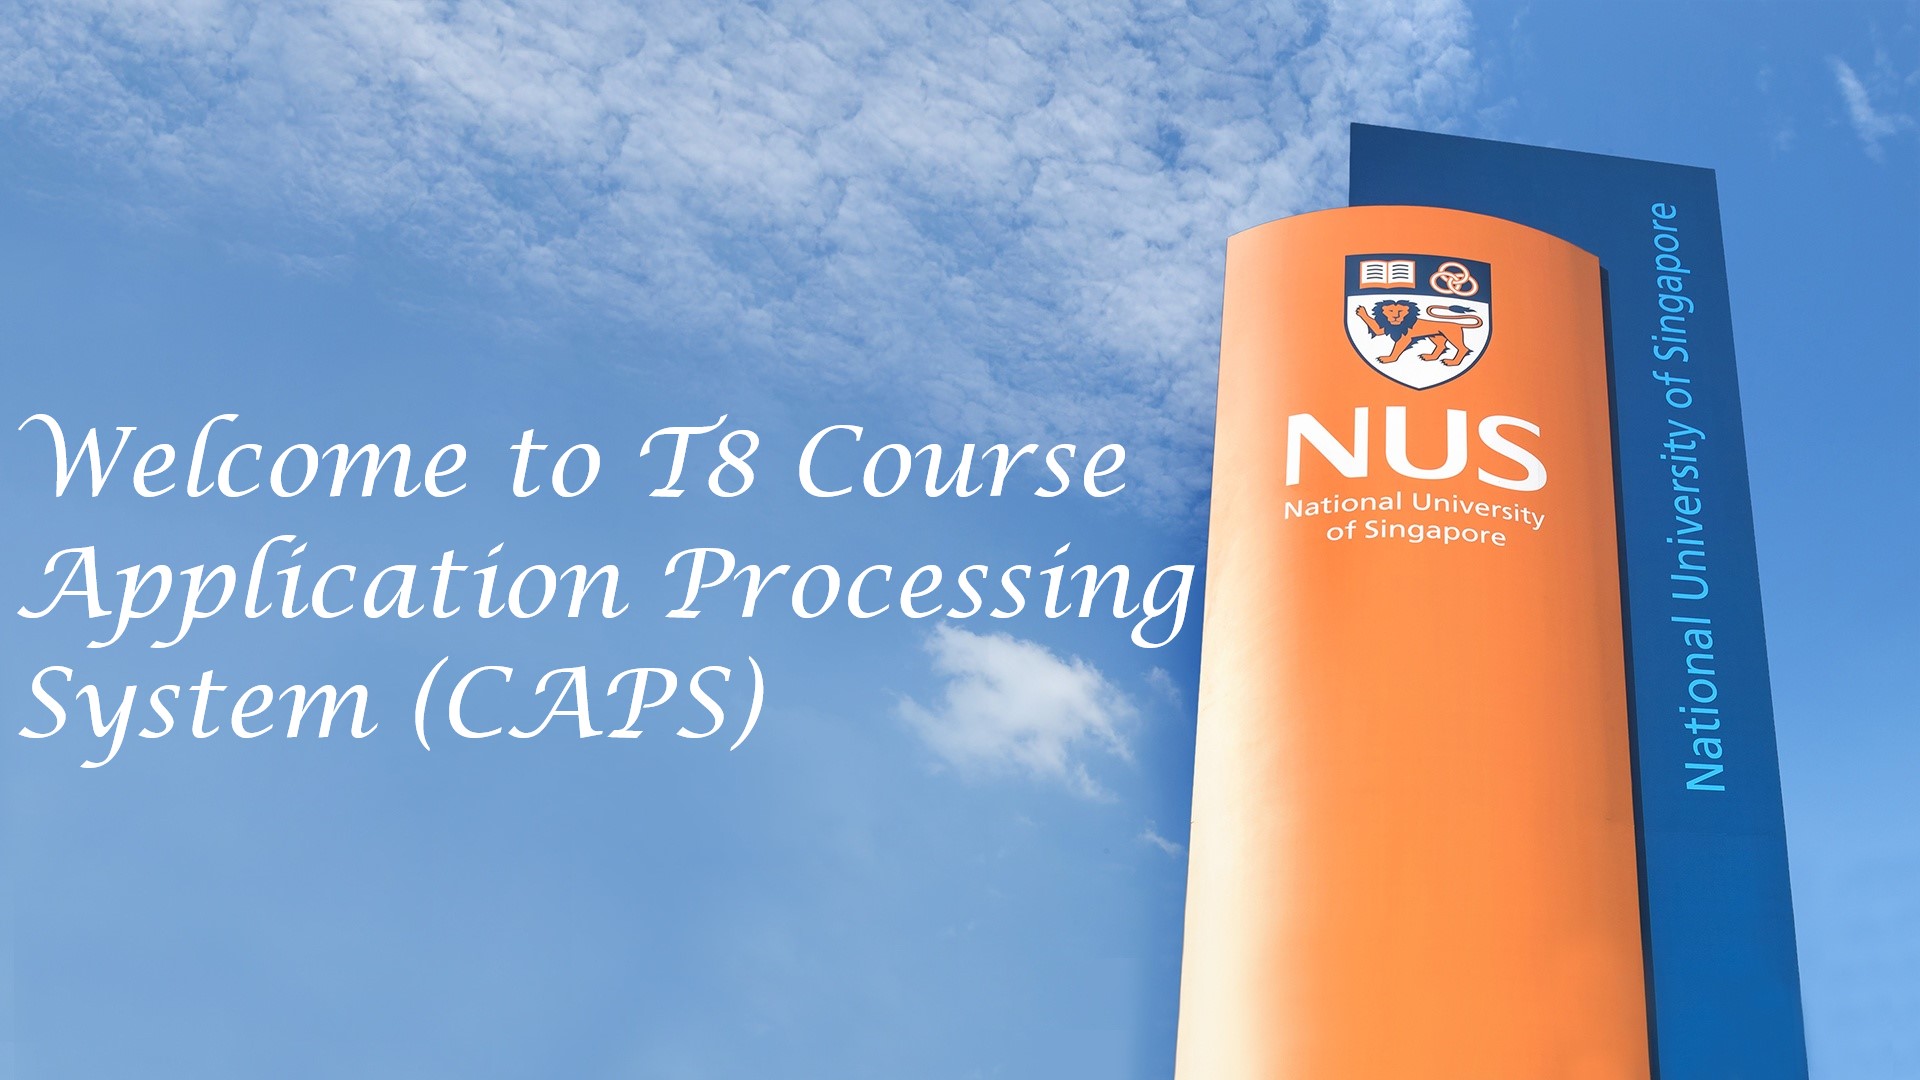 Welcome to T8 Course
Application Processing
System (CAPS)
NUS
National University
of Singapore
National University of Singapore